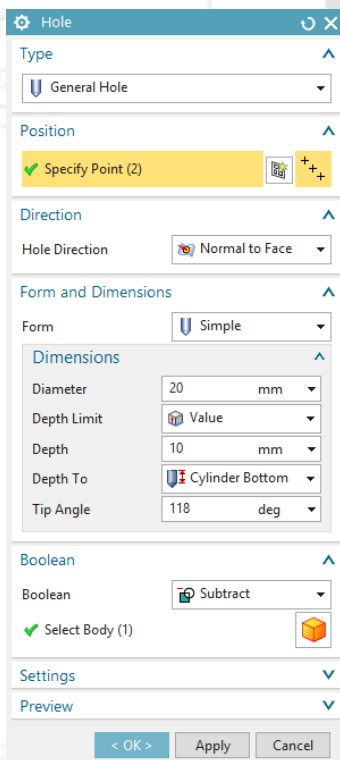 Hole
Type
General Hole
Position
Specify Point (2)
Direction
Hole Direction Normal to Face
Form and Dimensions
Form Simple
Dimensions
Diameter 20 mm
Depth Limit Value
Depth 10 mm
Depth To Cylinder Bottom
Tip Angle 118 deg
Boolean
Boolean Subtract
Select Body (1)
Settings
Preview
< OK > Apply Cancel